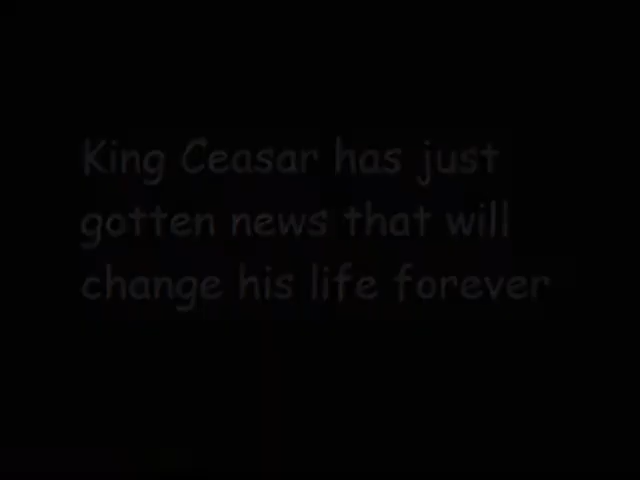 King Ceasar has just
gotten news that will
change his life forever